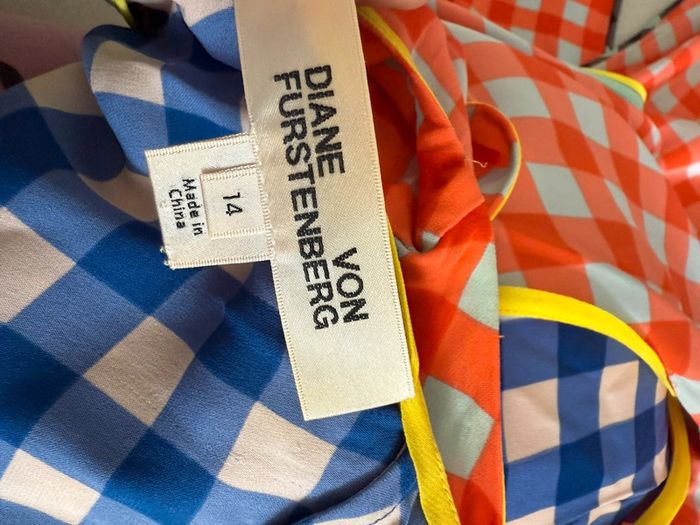 DIANE VON
FURSTENBERG
14
Made in
China